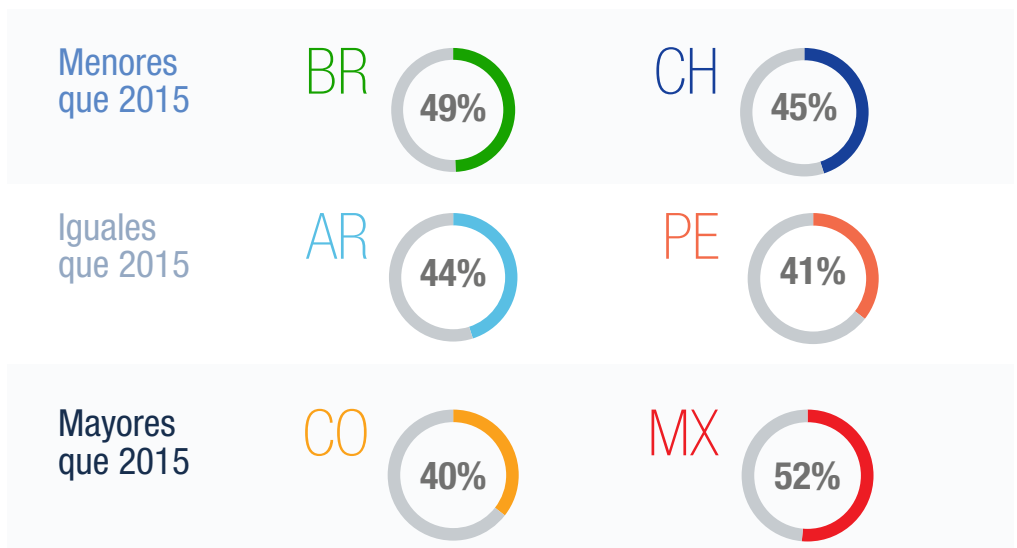 Menores
que 2015
BR
49%
CH
45%
Iguales
que 2015
AR
44%
PE
41%
Mayores
que 2015
CO
40%
MX
52%